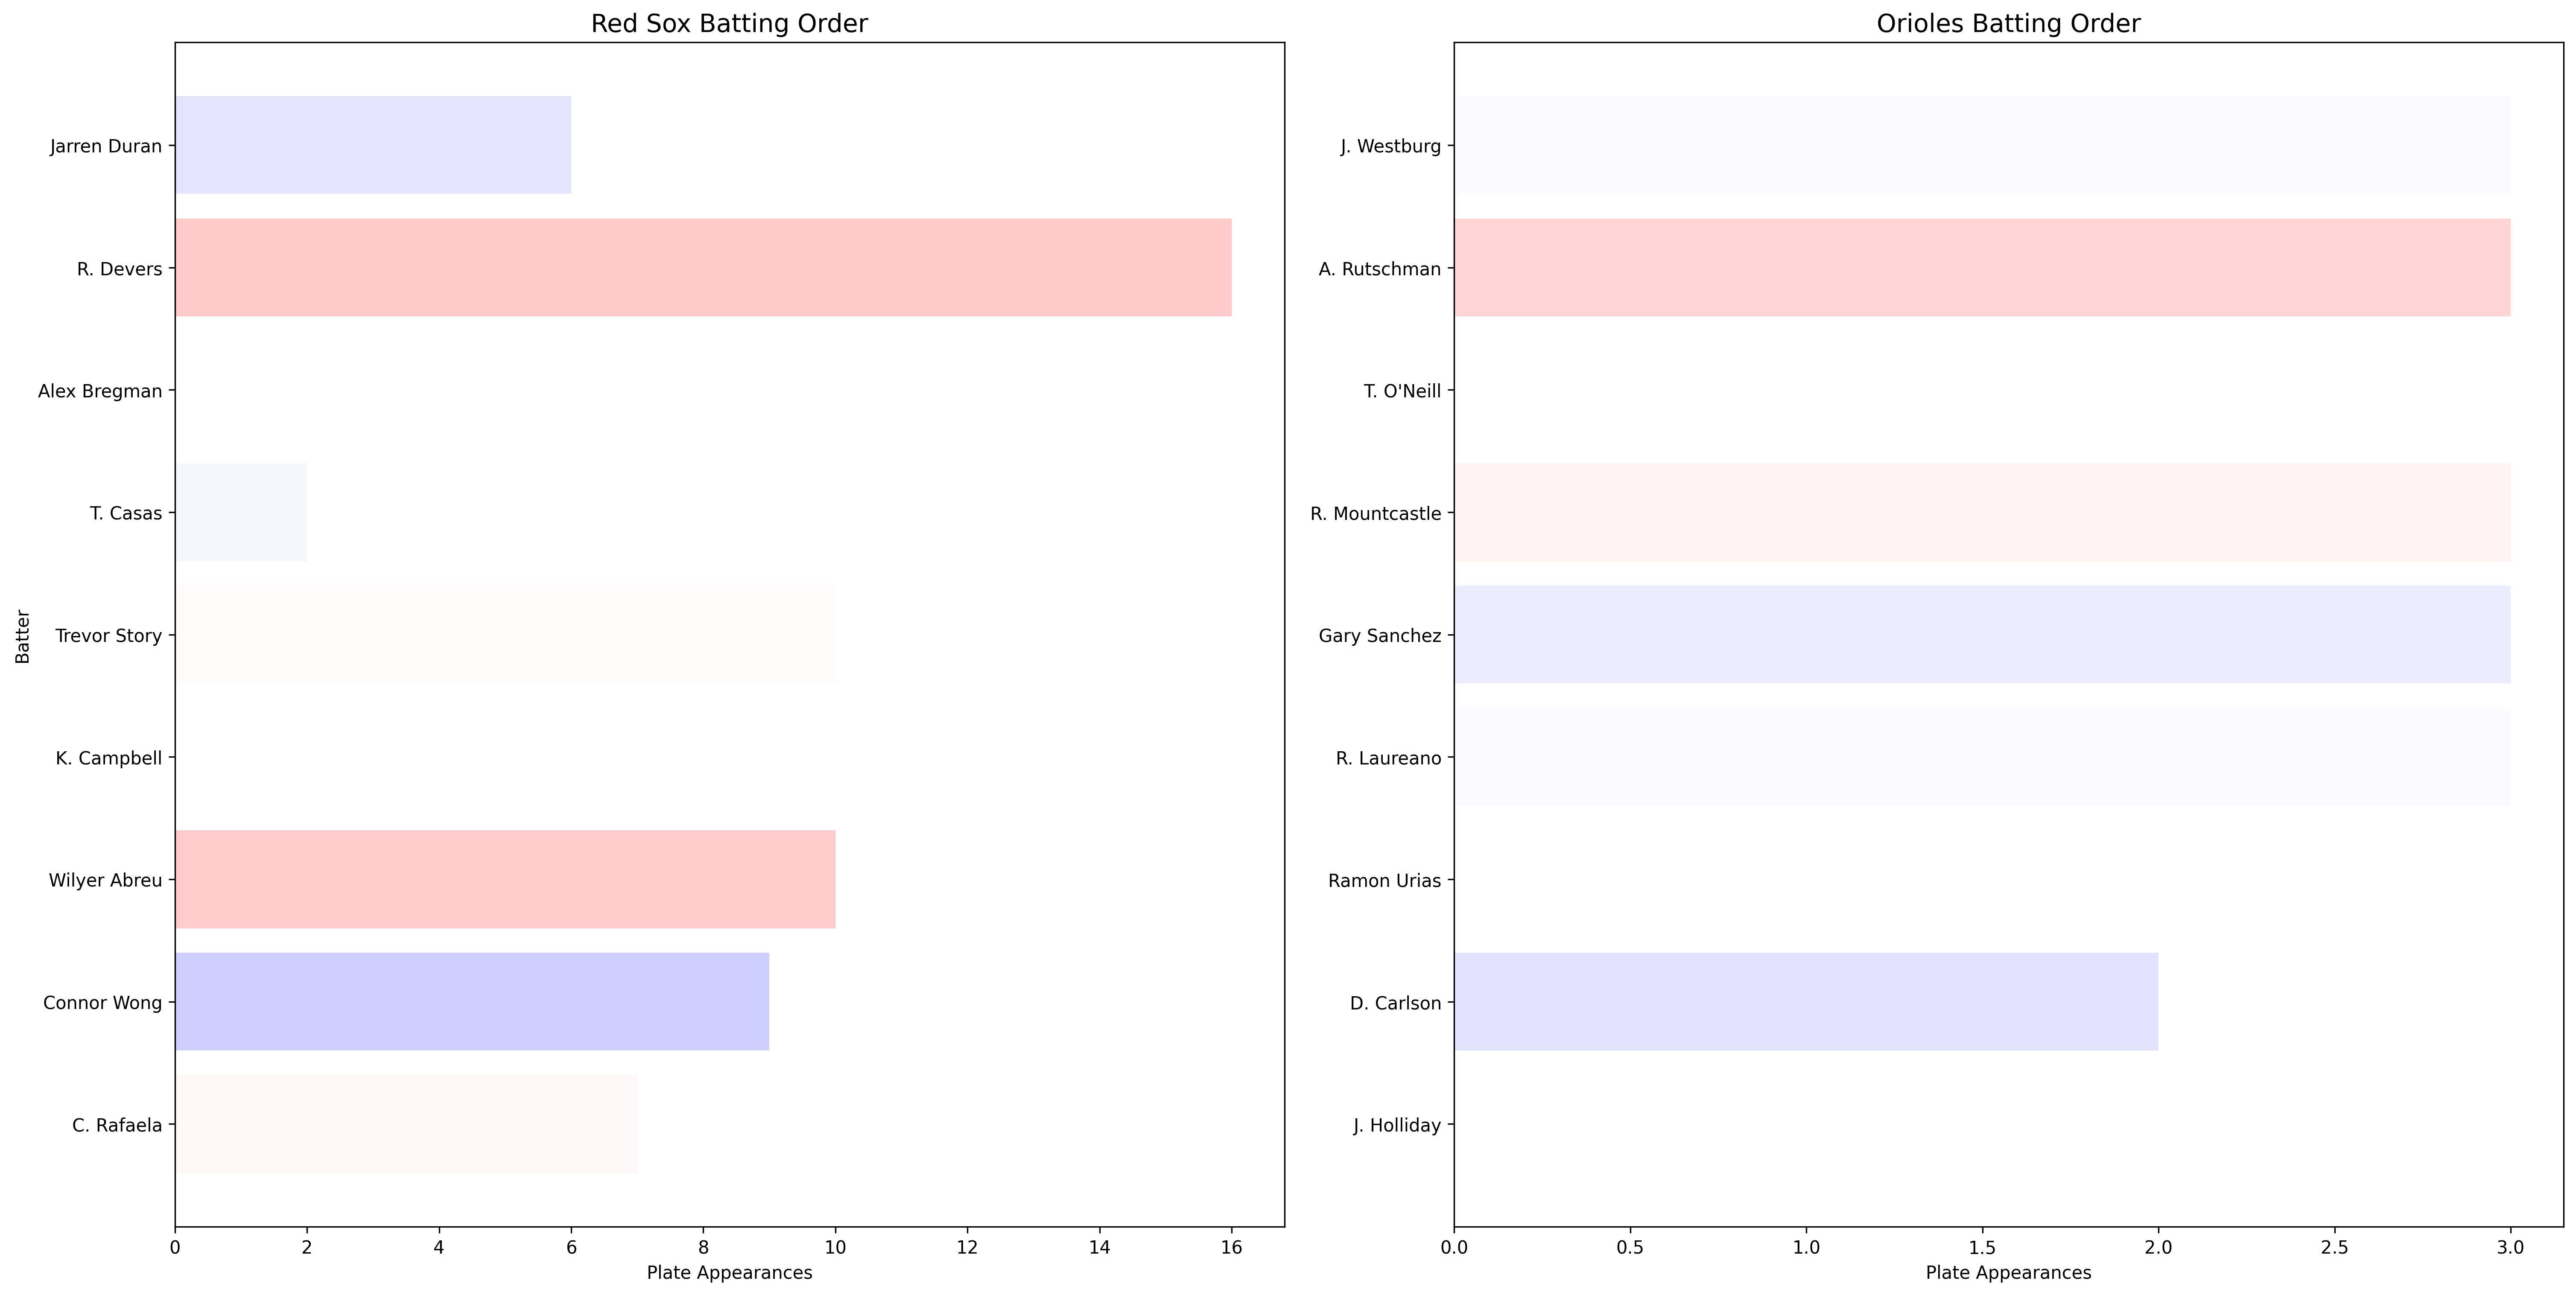 Red Sox Batting Order
Batter
Jarren Duran
R. Devers
Alex Bregman
T. Casas
Trevor Story
K. Campbell
Wilyer Abreu
Connor Wong
C. Rafaela
0 2 4 6 8 10 12 14 16
Plate Appearances
Orioles Batting Order
J. Westburg
A. Rutschman
T. O'Neill
R. Mountcastle
Gary Sanchez
R. Laureano
Ramon Urias
D. Carlson
J. Holliday
0.0 0.5 1.0 1.5 2.0 2.5 3.0
Plate Appearances